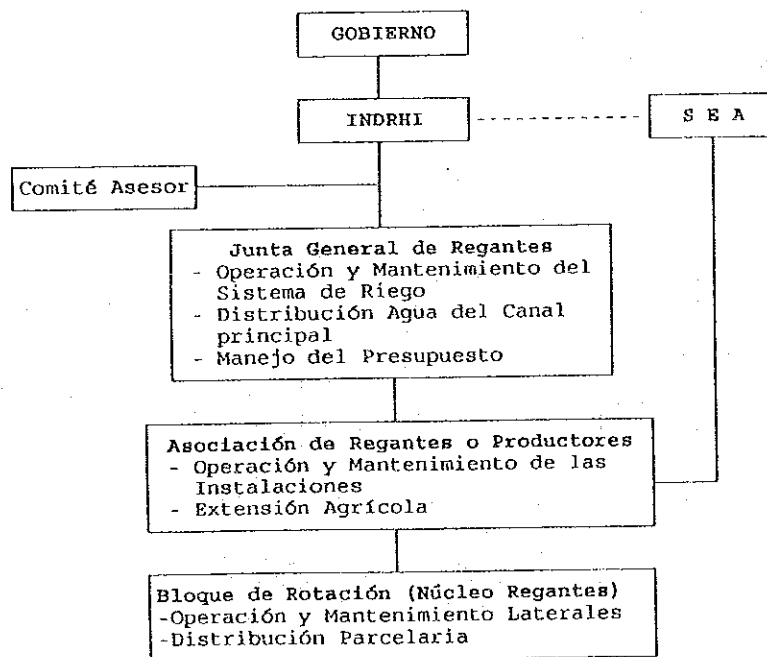 GOBIERNO
INDRHI
S E A
Comité Asesor
Junta General de Regantes
- Operación y Mantenimiento del
Sistema de Riego
- Distribución Agua del Canal
principal
- Manejo del Presupuesto
Asociación de Regantes o Productores
- Operación y Mantenimiento de las
Instalaciones
- Extensión Agrícola
Bloque de Rotación (Núcleo Regantes)
-Operación y Mantenimiento Laterales
-Distribución Parcelaria